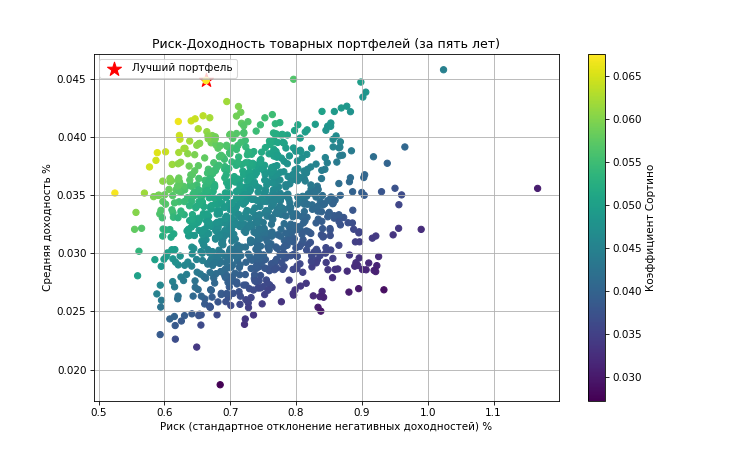 Риск-Доходность товарных портфелей (за пять лет)
Лучший портфель
Средняя доходность %
0.045
0.040
0.035
0.030
0.025
0.020
0.5 0.6 0.7 0.8 0.9 1.0 1.1
Риск (стандартное отклонение негативных доходностей) %
0.065
0.060
0.055
0.050
0.045
0.040
0.035
0.030
Коэффициент Сортино